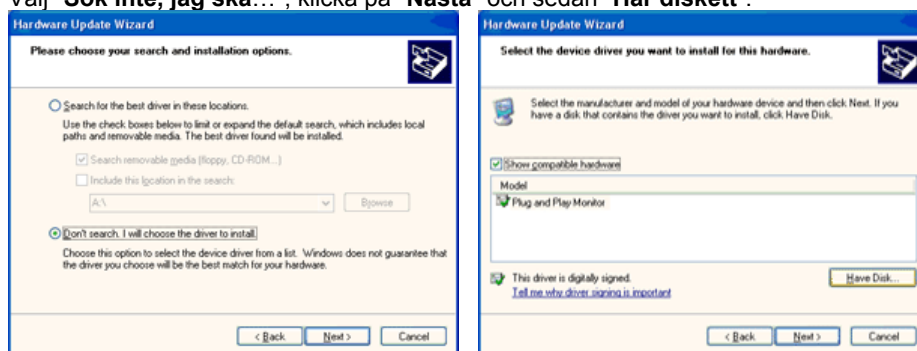 Välj "Sök inte, jag ska…", klicka på "Nästa" och sedan "Har diskett".
Hardware Update Wizard
Please choose your search and installation options.
Search for the best driver in these locations.
Use the check boxes below to limit or expand the default search, which includes local
paths and removable media. The best driver found will be installed.
Search removable media (floppy, CD-ROM...)
Include this location in the search:
A:\
Browse
Don't search. I will choose the driver to install.
Choose this option to select the device driver from a list. Windows does not guarantee that
the driver you choose will be the best match for your hardware.
< Back Next > Cancel
Hardware Update Wizard
Select the device driver you want to install for this hardware.
Select the manufacturer and model of your hardware device and then click Next. If you
have a disk that contains the driver you want to install, click Have Disk.
Show compatible hardware
Model
Plug and Play Monitor
This driver is digitally signed.
Tell me why driver signing is important
Have Disk...
< Back Next > Cancel